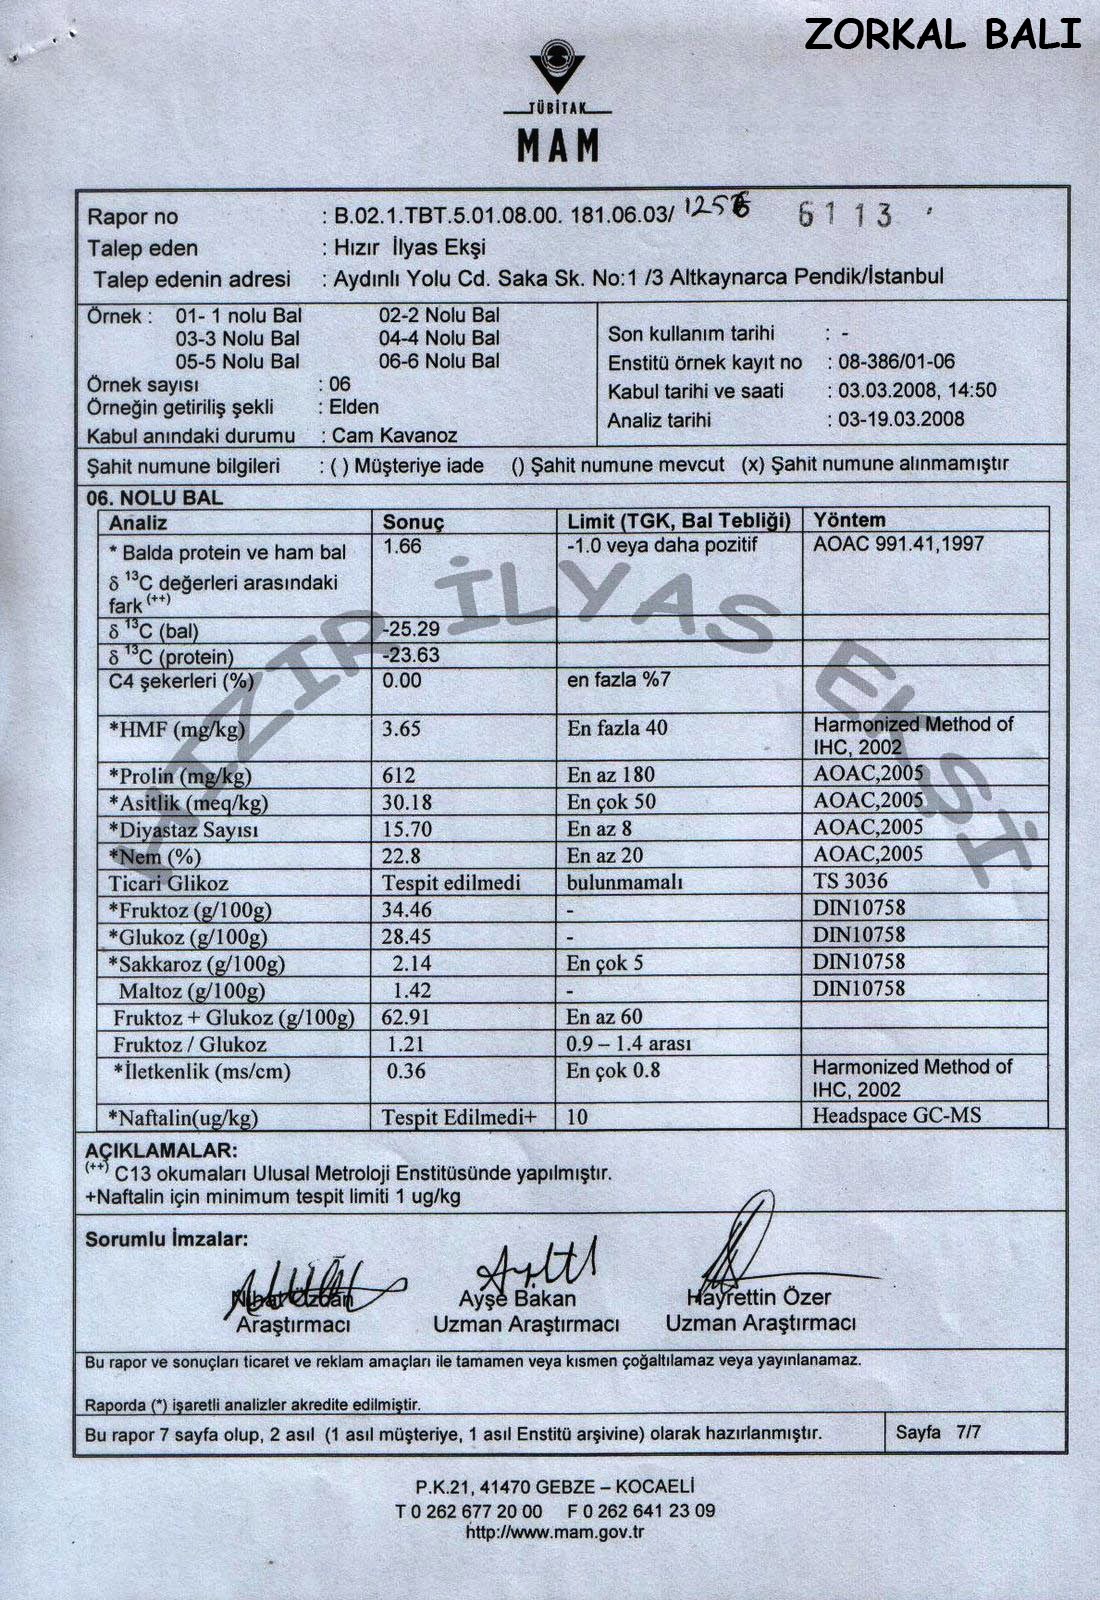 ZORKAL BALI
TÜBİTAK
MAM
Rapor no : B.02.1.TBT.5.01.08.00. 181.06.03/ 6113
Talep eden : Hızır İlyas Ekşi
Talep edenin adresi : Aydınlı Yolu Cd. Saka Sk. No:1 /3 Altkaynarca Pendik/İstanbul
Örnek : 01- 1 nolu Bal 02-2 Nolu Bal
03-3 Nolu Bal 04-4 Nolu Bal
05-5 Nolu Bal 06-6 Nolu Bal
Örnek sayısı : 06
Örneğin getiriliş şekli : Elden
Kabul anındaki durumu : Cam Kavanoz
Son kullanım tarihi : -
Enstitü örnek kayıt no : 08-386/01-06
Kabul tarihi ve saati : 03.03.2008, 14:50
Analiz tarihi : 03-19.03.2008
Şahit numune bilgileri : ( ) Müşteriye iade () Şahit numune mevcut (x) Şahit numune alınmamıştır
06. NOLU BAL
Analiz Sonuç Limit (TGK, Bal Tebliği) Yöntem
* Balda protein ve ham bal 1.66 -1.0 veya daha pozitif AOAC 991.41,1997
δ 13C değerleri arasındaki
fark (++)
δ 13C (bal) -25.29
δ 13C (protein) -23.63
C4 şekerleri (%) 0.00 en fazla %7
*HMF (mg/kg) 3.65 En fazla 40 Harmonized Method of
IHC, 2002
*Prolin (mg/kg) 612 En az 180 AOAC,2005
*Asitlik (meq/kg) 30.18 En çok 50 AOAC,2005
*Diyastaz Sayısı 15.70 En az 8 AOAC,2005
*Nem (%) 22.8 En az 20 AOAC,2005
Ticari Glikoz Tespit edilmedi bulunmamalı TS 3036
*Fruktoz (g/100g) 34.46 - DIN10758
*Glukoz (g/100g) 28.45 - DIN10758
*Sakkaroz (g/100g) 2.14 En çok 5 DIN10758
Maltoz (g/100g) 1.42 - DIN10758
Fruktoz + Glukoz (g/100g) 62.91 En az 60
Fruktoz / Glukoz 1.21 0.9 – 1.4 arası
*İletkenlik (ms/cm) 0.36 En çok 0.8 Harmonized Method of
IHC, 2002
*Naftalin(ug/kg) Tespit Edilmedi+ 10 Headspace GC-MS
HIZIR İLYAS EKŞİ
AÇIKLAMALAR:
(++) C13 okumaları Ulusal Metroloji Enstitüsünde yapılmıştır.
+Naftalin için minimum tespit limiti 1 ug/kg
Sorumlu İmzalar:
Nihat Özcan Ayşe Bakan Hayrettin Özer
Araştırmacı Uzman Araştırmacı Uzman Araştırmacı
Bu rapor ve sonuçları ticaret ve reklam amaçları ile tamamen veya kısmen çoğaltılamaz veya yayınlanamaz.
Raporda (*) işaretli analizler akredite edilmiştir.
Bu rapor 7 sayfa olup, 2 asıl (1 asıl müşteriye, 1 asıl Enstitü arşivine) olarak hazırlanmıştır. Sayfa 7/7
P.K.21, 41470 GEBZE – KOCAELİ
T 0 262 677 20 00 F 0 262 641 23 09
http://www.mam.gov.tr